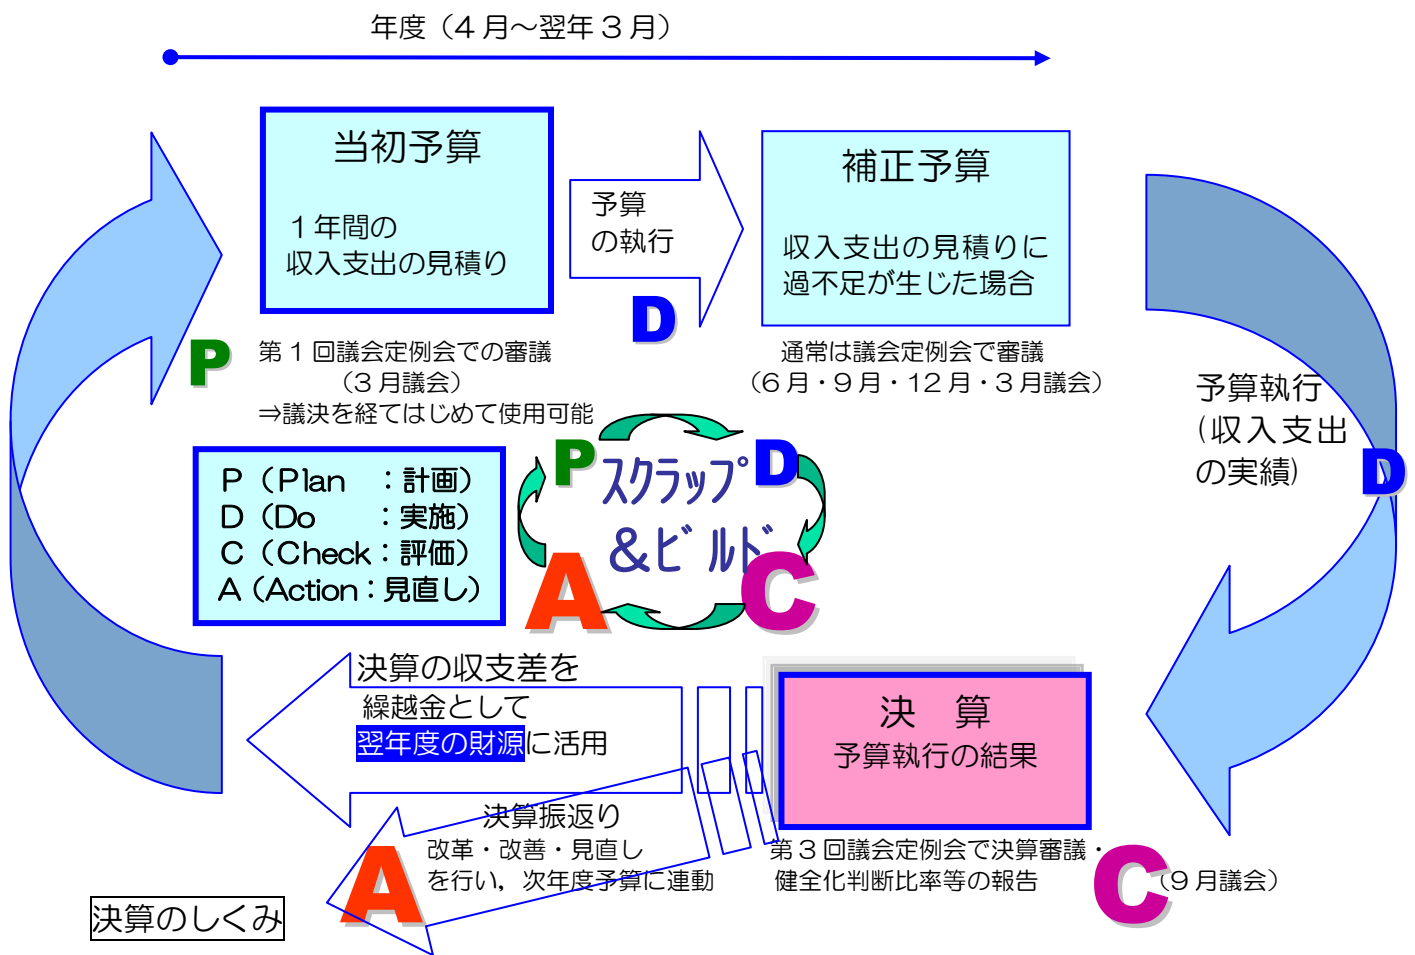 年度（４月～翌年３月）
当初予算
１年間の
収入支出の見積り
予算
の執行
D
補正予算
収入支出の見積りに
過不足が生じた場合
P
第１回議会定例会での審議
（３月議会）
⇒議決を経てはじめて使用可能
通常は議会定例会で審議
（６月・９月・１２月・３月議会）
予算執行
（収入支出
の実績）
D
P（Plan　：計画）
D（Do　　：実施）
C（Check：評価）
A（Action：見直し）
P
D
スクラップ
＆ビルド
A
C
決算の収支差を
繰越金として
翌年度の財源に活用
決　算
予算執行の結果
決算振返り
改革・改善・見直し
を行い，次年度予算に連動
A
第３回議会定例会で決算審議・
健全化判断比率等の報告
C
（９月議会）
決算のしくみ